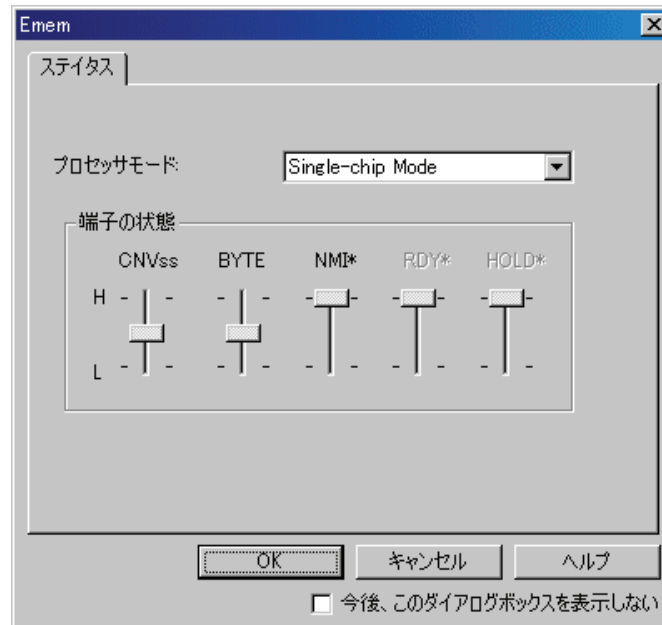 Emem
ステイタス
プロセッサモード:
Single-chip Mode
端子の状態
CNVss BYTE NMI* RDY* HOLD*
H
L
OK キャンセル ヘルプ
今後、このダイアログボックスを表示しない